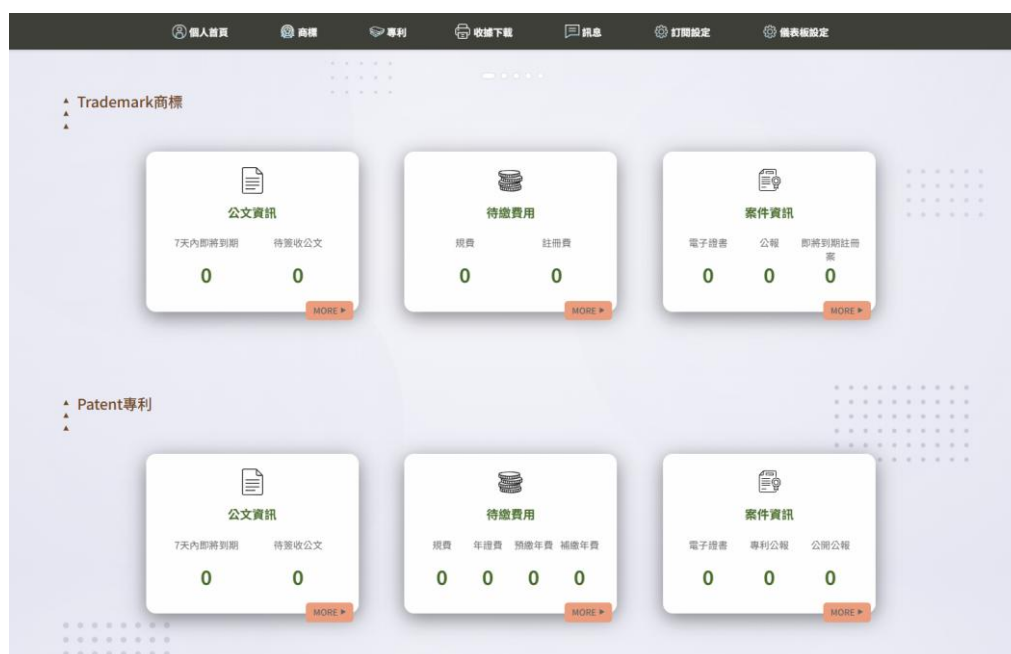 個人首頁 商標 專利 收據下載 訊息 訂閱設定 儀表板設定
Trademark商標
公文資訊
7天內即將到期 待簽收公文
0 0
MORE
待繳費用
規費 註冊費
0 0
MORE
案件資訊
電子證書 公報 即將到期註冊
案
0 0 0
MORE
Patent專利
公文資訊
7天內即將到期 待簽收公文
0 0
MORE
待繳費用
規費 年證費 預繳年費 補繳年費
0 0 0 0
MORE
案件資訊
電子證書 專利公報 公開公報
0 0 0
MORE